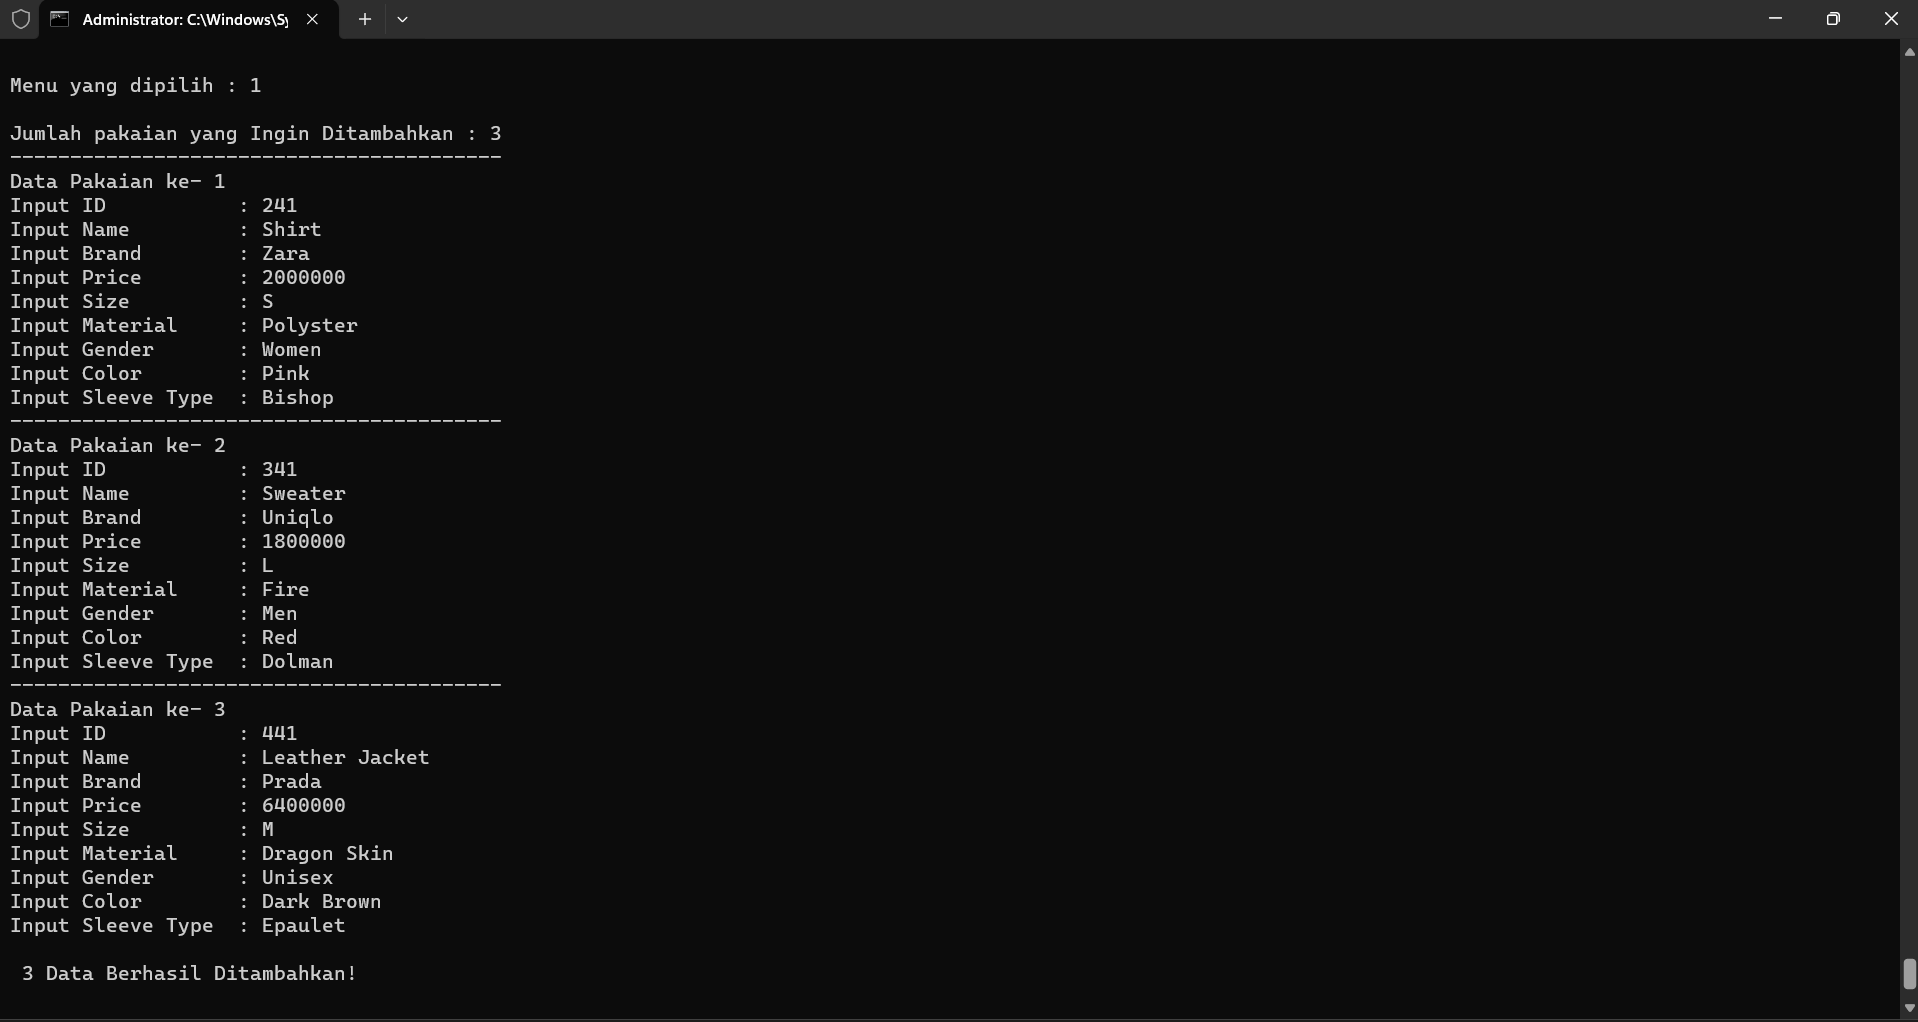 Administrator: C:\Windows\Sy
Menu yang dipilih : 1
Jumlah pakaian yang Ingin Ditambahkan : 3
-----------------------------------------
Data Pakaian ke- 1
Input ID           : 241
Input Name         : Shirt
Input Brand        : Zara
Input Price        : 2000000
Input Size         : S
Input Material     : Polyster
Input Gender       : Women
Input Color        : Pink
Input Sleeve Type  : Bishop
-----------------------------------------
Data Pakaian ke- 2
Input ID           : 341
Input Name         : Sweater
Input Brand        : Uniqlo
Input Price        : 1800000
Input Size         : L
Input Material     : Fire
Input Gender       : Men
Input Color        : Red
Input Sleeve Type  : Dolman
-----------------------------------------
Data Pakaian ke- 3
Input ID           : 441
Input Name         : Leather Jacket
Input Brand        : Prada
Input Price        : 6400000
Input Size         : M
Input Material     : Dragon Skin
Input Gender       : Unisex
Input Color        : Dark Brown
Input Sleeve Type  : Epaulet
3 Data Berhasil Ditambahkan!